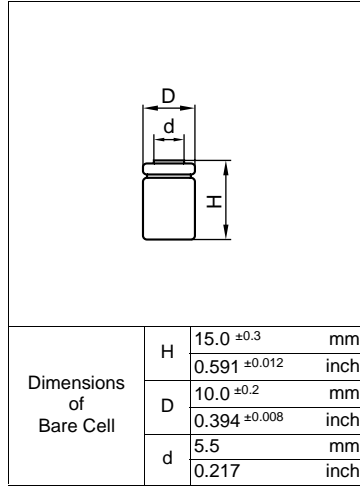 D
d
H
Dimensions
of
Bare Cell
H
15.0 ±0.3 mm
0.591 ±0.012 inch
D
10.0 ±0.2 mm
0.394 ±0.008 inch
d
5.5 mm
0.217 inch